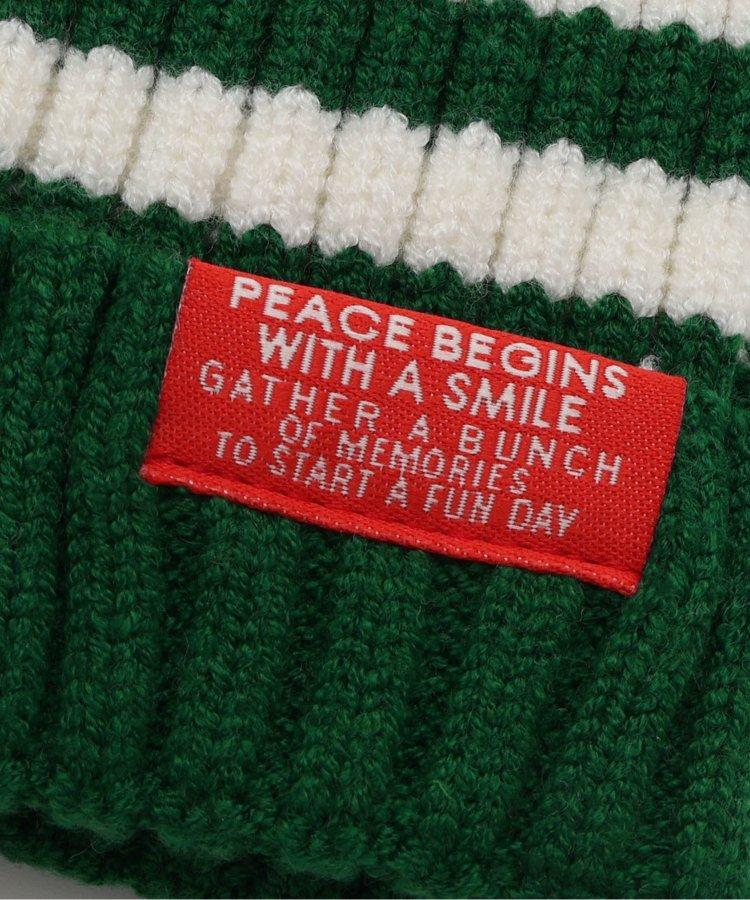 PEACE BEGINS
WITH A SMILE
GATHER A BUNCH
OF MEMORIES
TO START A FUN DAY